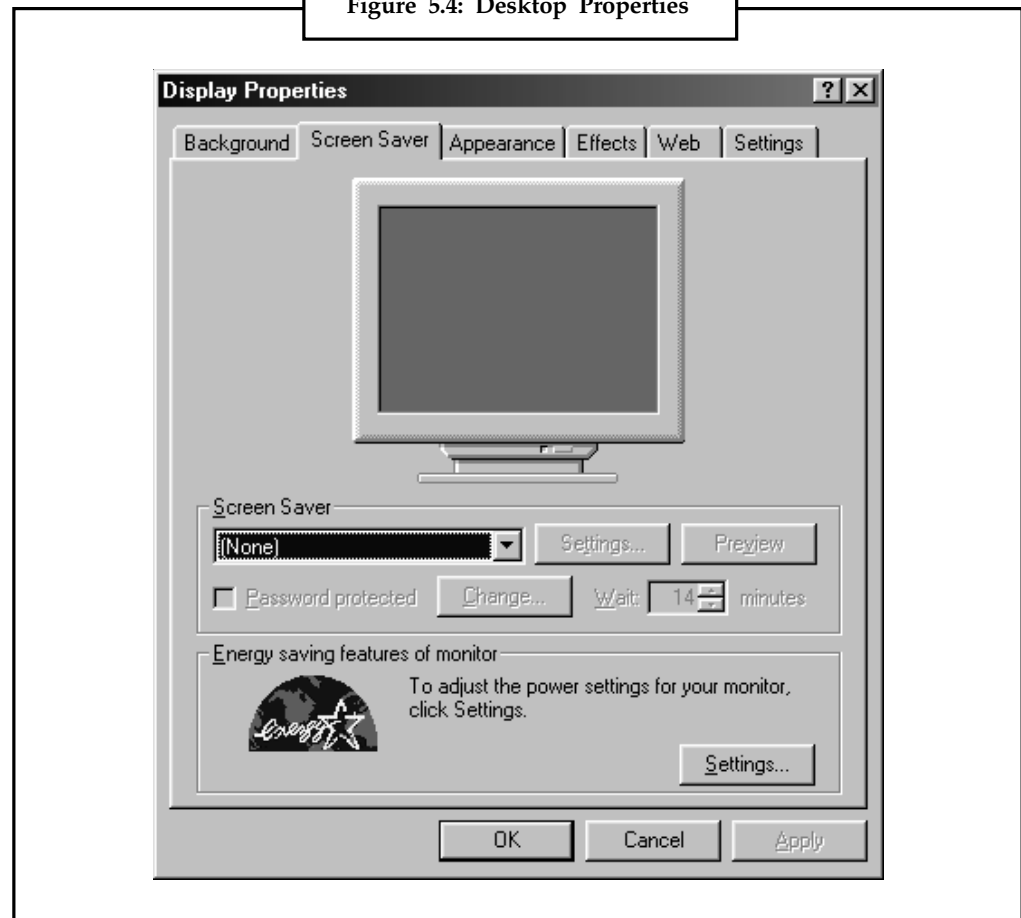 Figure 5.4: Desktop Properties
Display Properties
Background Screen Saver Appearance Effects Web Settings
Screen Saver
(None) Settings... Preview
Password protected Change... Wait: 14 minutes
Energy saving features of monitor
energy
To adjust the power settings for your monitor,
click Settings.
Settings...
OK Cancel Apply